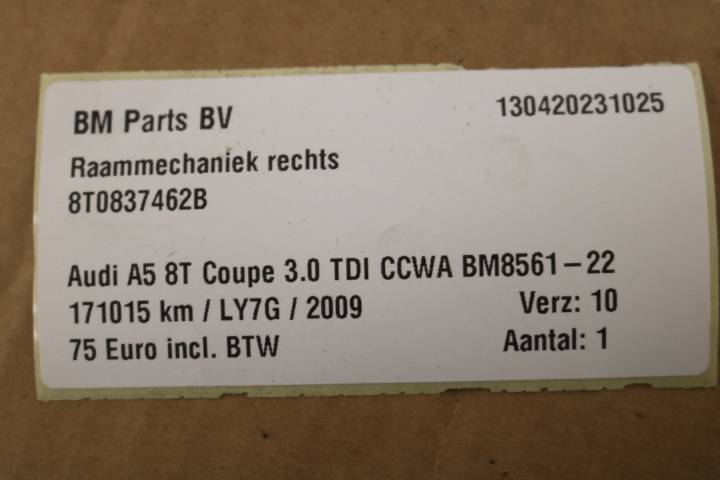 BM Parts BV 130420231025
Raammechaniek rechts
8T0837462B
Audi A5 8T Coupe 3.0 TDI CCWA BM8561-22
171015 km / LY7G / 2009 Verz: 10
75 Euro incl. BTW Aantal: 1